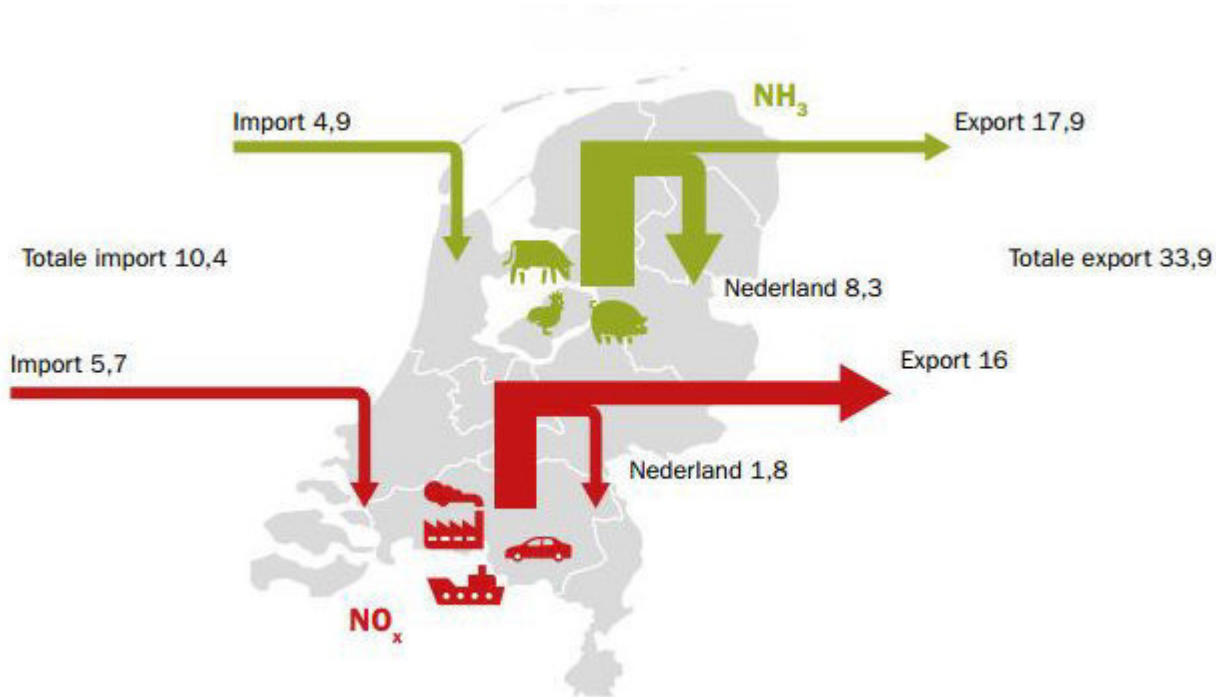 NH₃
Import 4,9
Export 17,9
Totale import 10,4
Totale export 33,9
Nederland 8,3
Import 5,7
Export 16
Nederland 1,8
NOₓ